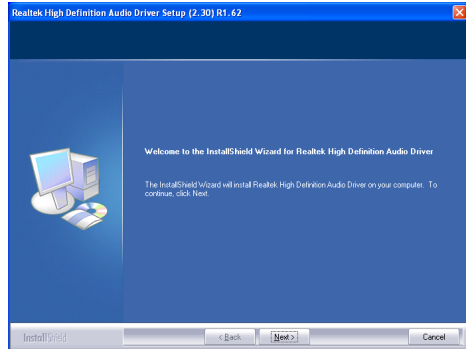 Realtek High Definition Audio Driver Setup (2.30) R1.62
Welcome to the InstallShield Wizard for Realtek High Definition Audio Driver
The InstallShield Wizard will install Realtek High Definition Audio Driver on your computer. To
continue, click Next.
InstallShield
< Back
Next >
Cancel